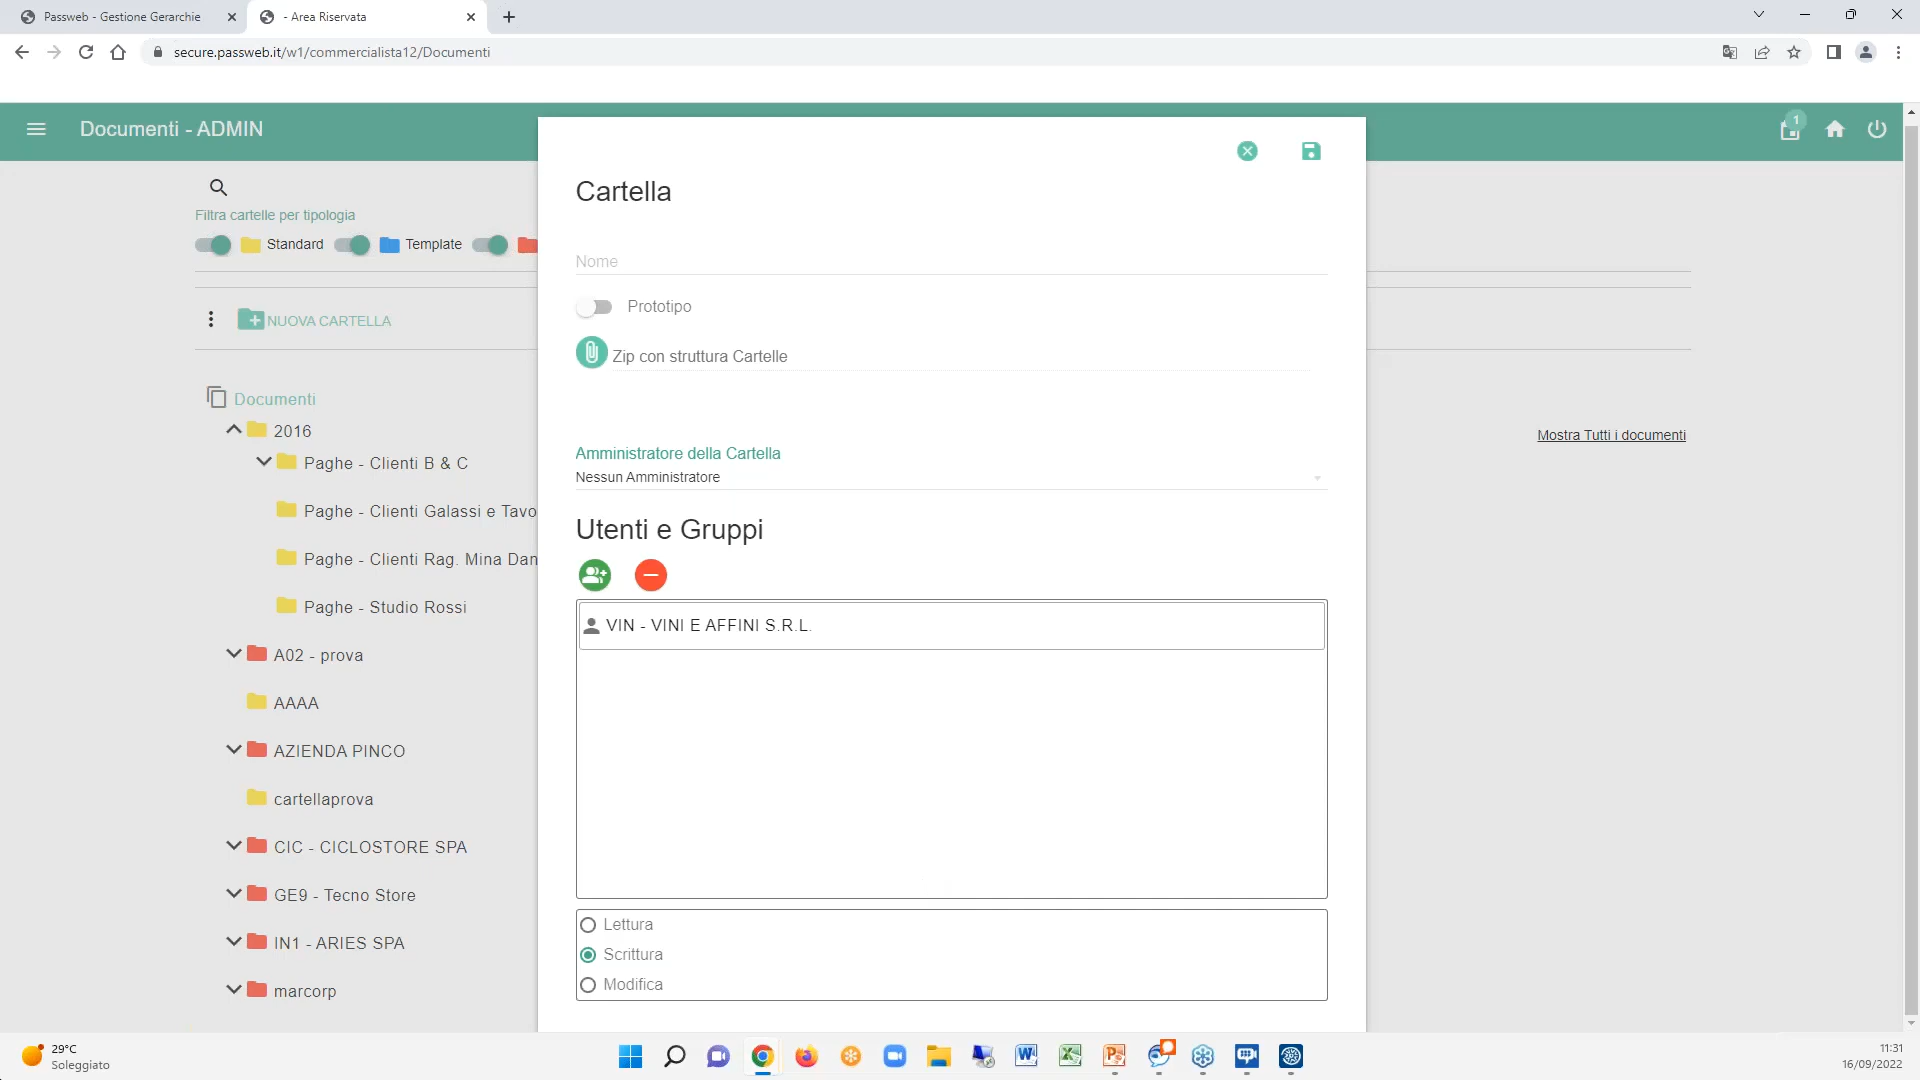 Passweb - Gestione Gerarchie
- Area Riservata
secure.passweb.it/w1/commercialista12/Documenti
Documenti - ADMIN
1
Filtra cartelle per tipologia
Standard
Template
NUOVA CARTELLA
Documenti
2016
Paghe - Clienti B & C
Paghe - Clienti Galassi e Tavo
Paghe - Clienti Rag. Mina Dan
Paghe - Studio Rossi
A02 - prova
AAAA
AZIENDA PINCO
cartellaprova
CIC - CICLOSTORE SPA
GE9 - Tecno Store
IN1 - ARIES SPA
marcorp
Cartella
Nome
Prototipo
Zip con struttura Cartelle
Amministratore della Cartella
Nessun Amministratore
Utenti e Gruppi
VIN - VINI E AFFINI S.R.L.
Lettura
Scrittura
Modifica
Mostra Tutti i documenti
29°C
Soleggiato
11:31
16/09/2022